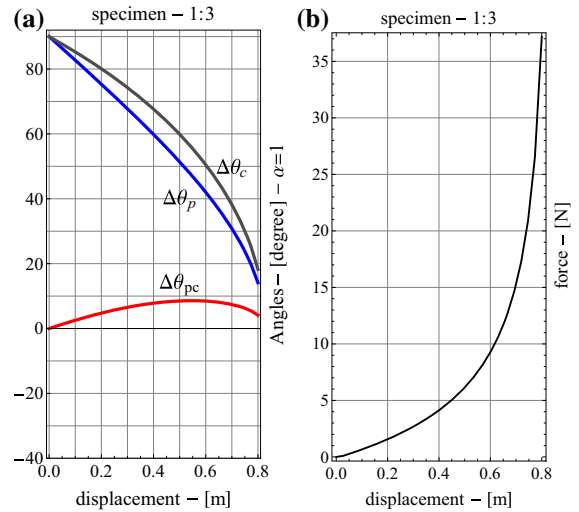 specimen – 1:3
(a)
80
60
40
20
0
−20
−40
Δθc
Δθp
Δθpc
0.0 0.2 0.4 0.6 0.8
displacement – [m]
Angles – [degree] – α=1
specimen – 1:3
(b)
35
30
25
20
15
10
5
0
0.0 0.2 0.4 0.6 0.8
displacement – [m]
force – [N]